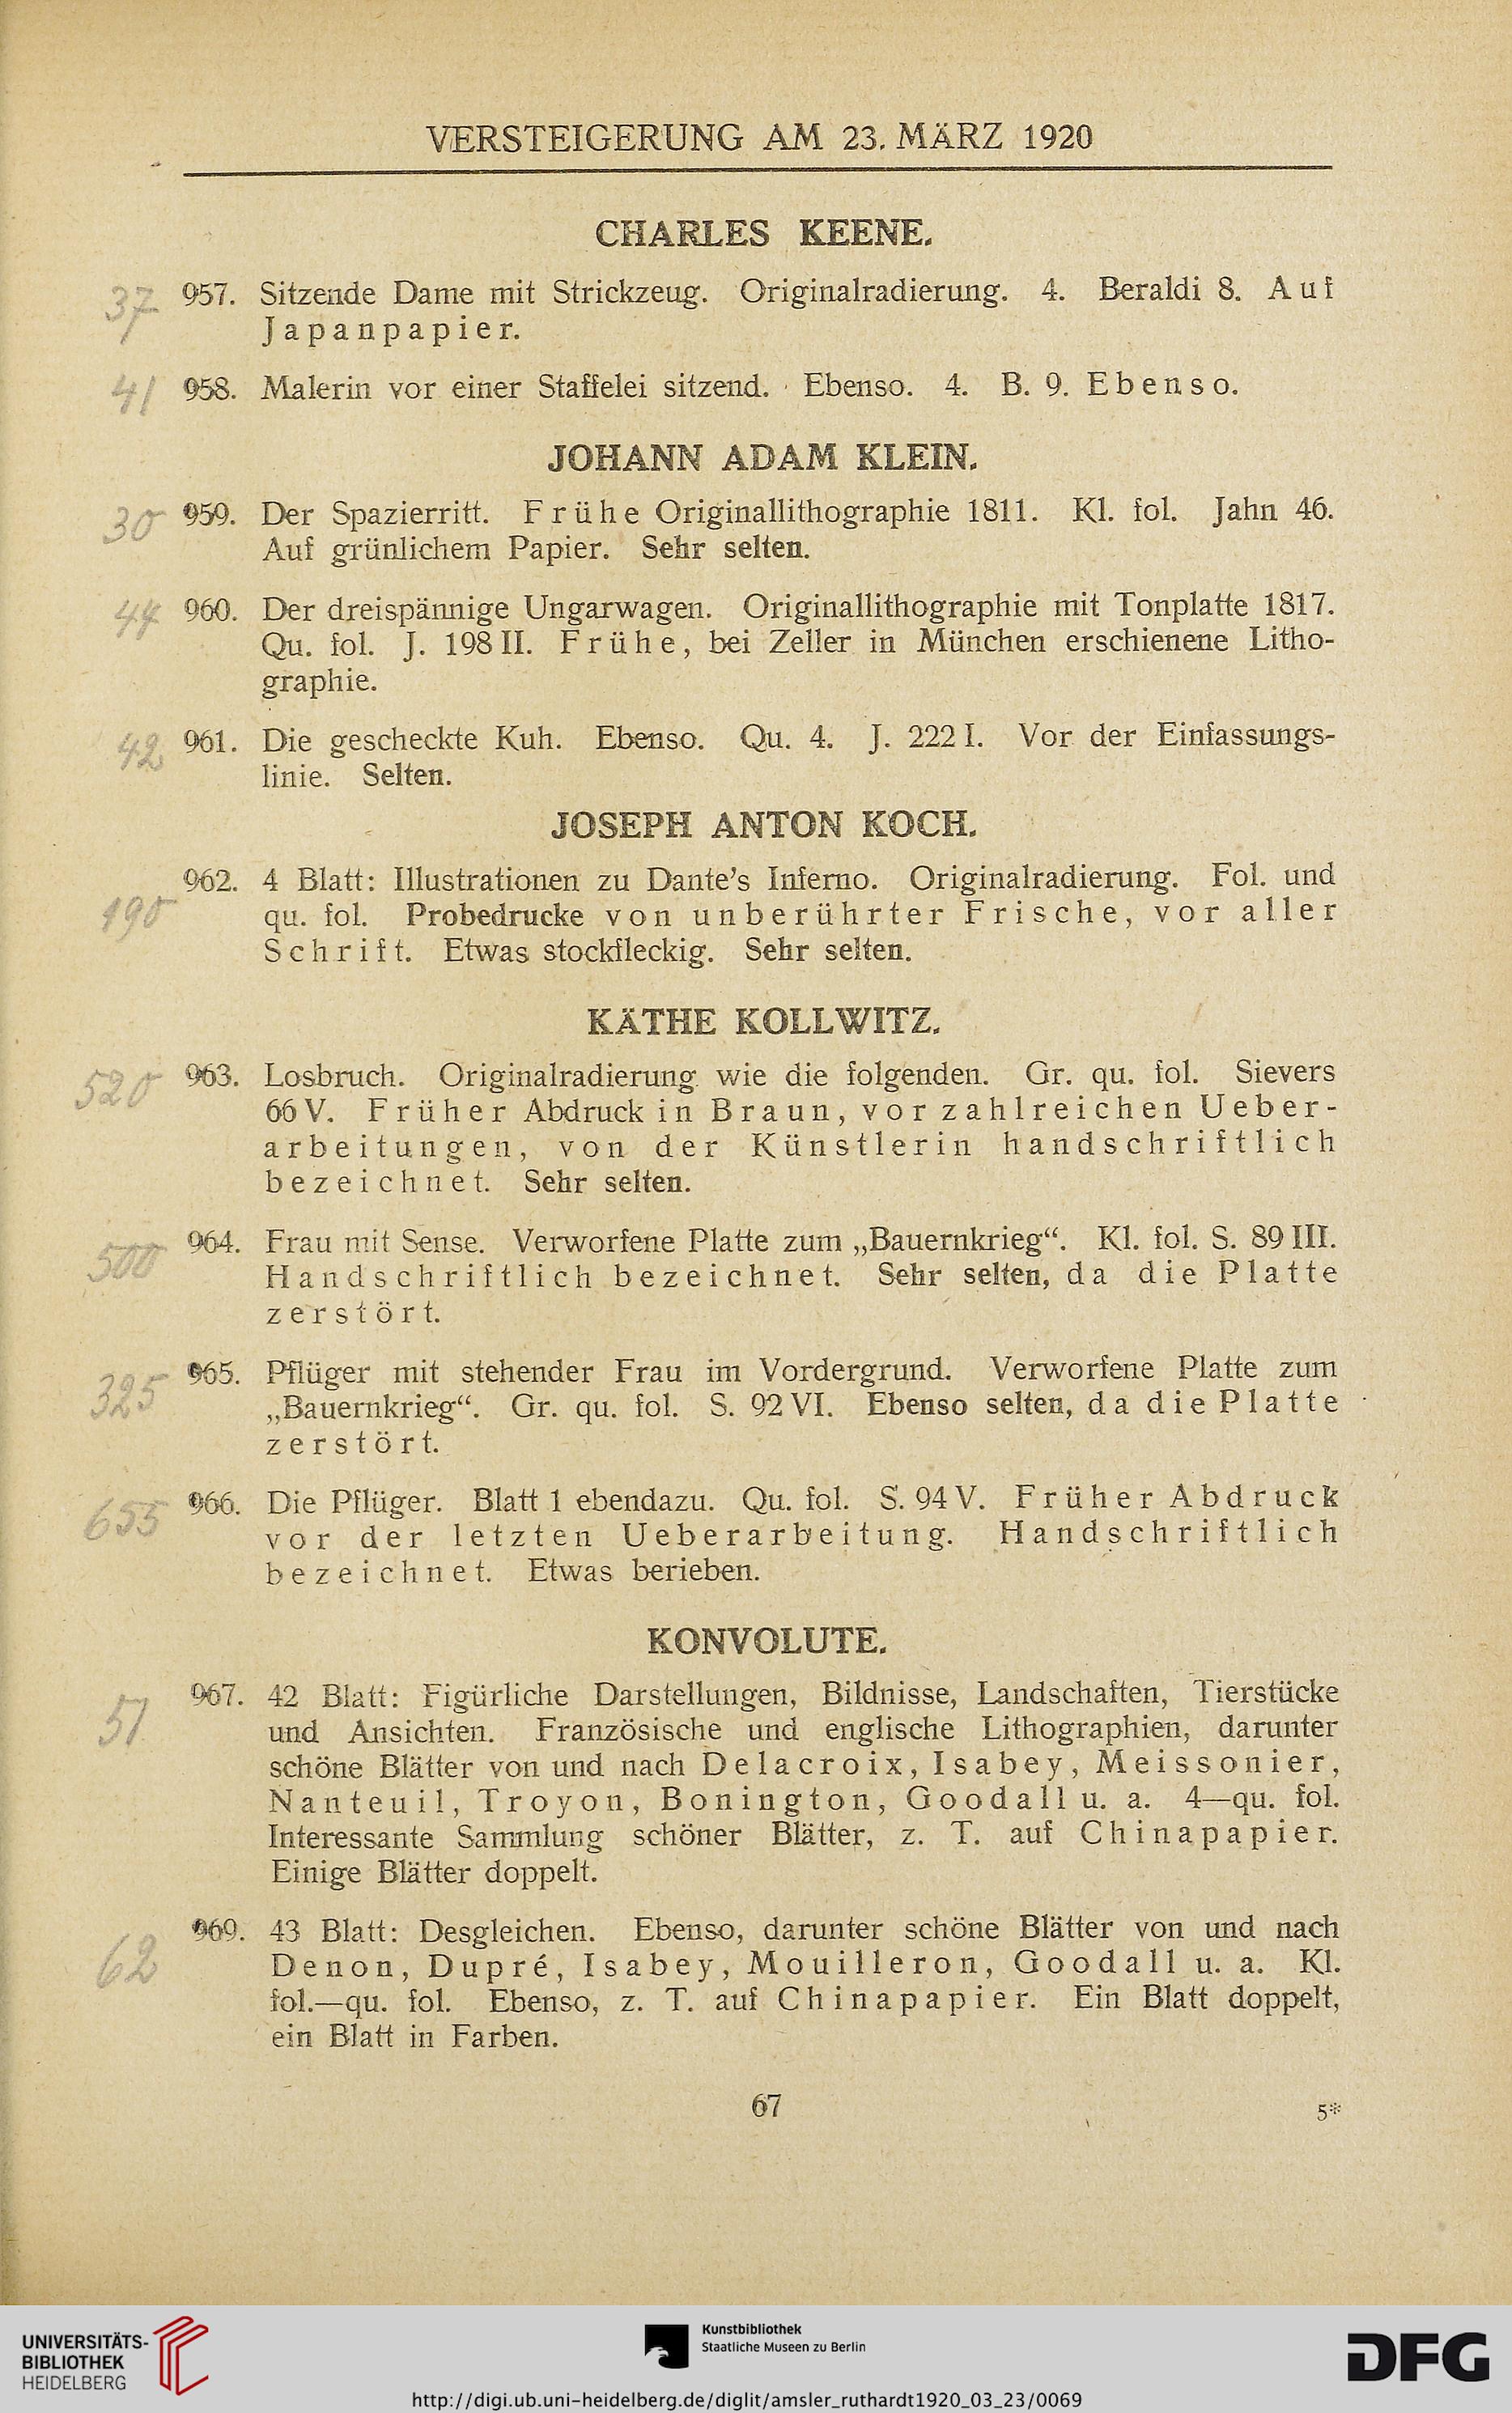 VERSTEIGERUNG AM 23. MÄRZ 1920
CHARLES KEENE.
37 957. Sitzende Dame mit Strickzeug. Originalradierung. 4. Beraldi 8. Auf
Japanpapier.
41 958. Malerin vor einer Staffelei sitzend. Ebenso. 4. B. 9. Ebenso.
JOHANN ADAM KLEIN.
30 959. Der Spazierritt. Frühe Originallithographie 1811. Kl. fol. Jahn 46.
Auf grünlichem Papier. Sehr selten.
44 960. Der dreispännige Ungarwagen. Originallithographie mit Tonplatte 1817.
Qu. fol. J. 198 II. Frühe, bei Zeller in München erschienene Litho-
graphie.
42 961. Die gescheckte Kuh. Ebenso. Qu. 4. J. 222 I. Vor der Einfassungs-
linie. Selten.
JOSEPH ANTON KOCH.
962. 4 Blatt: Illustrationen zu Dante's Inferno. Originalradierung. Fol. und
190 qu. fol. Probedrucke von unberührter Frische, vor aller
Schrift. Etwas stockfleckig. Sehr selten.
KÄTHE KOLLWITZ.
520 963. Losbruch. Originalradierung wie die folgenden. Gr. qu. fol. Sievers
66 V. Früher Abdruck in Braun, vor zahlreichen Ueber-
arbeitungen, von der Künstlerin handschriftlich
bezeichnet. Sehr selten.
500 964. Frau mit Sense. Verworfene Platte zum „Bauernkrieg“. Kl. fol. S. 89 III.
Handschriftlich bezeichnet. Sehr selten, da die Platte
zerstört.
325 965. Pflüger mit stehender Frau im Vordergrund. Verworfene Platte zum
„Bauernkrieg“. Gr. qu. fol. S. 92 VI. Ebenso selten, da die Platte
zerstört.
655 966. Die Pflüger. Blatt 1 ebendazu. Qu. fol. S. 94 V. Früher Abdruck
vor der letzten Ueberarbeitung. Handschriftlich
bezeichnet. Etwas berieben.
KONVOLUTE.
51 967. 42 Blatt: Figürliche Darstellungen, Bildnisse, Landschaften, Tierstücke
und Ansichten. Französische und englische Lithographien, darunter
schöne Blätter von und nach Delacroix, Isabey, Meissonier,
Nanteuil, Troyon, Bonington, Goodall u. a. 4—qu. fol.
Interessante Sammlung schöner Blätter, z. T. auf Chinapapier.
Einige Blätter doppelt.
62 969. 43 Blatt: Desgleichen. Ebenso, darunter schöne Blätter von und nach
Denon, Dupré, Isabey, Mouilleron, Goodall u. a. Kl.
fol.—qu. fol. Ebenso, z. T. auf Chinapapier. Ein Blatt doppelt,
ein Blatt in Farben.
67
5*
UNIVERSITÄTS-
BIBLIOTHEK
HEIDELBERG
Kunstbibliothek
Staatliche Museen zu Berlin
DFG
http://digi.ub.uni-heidelberg.de/diglit/amsler_ruthardt1920_03_23/0069